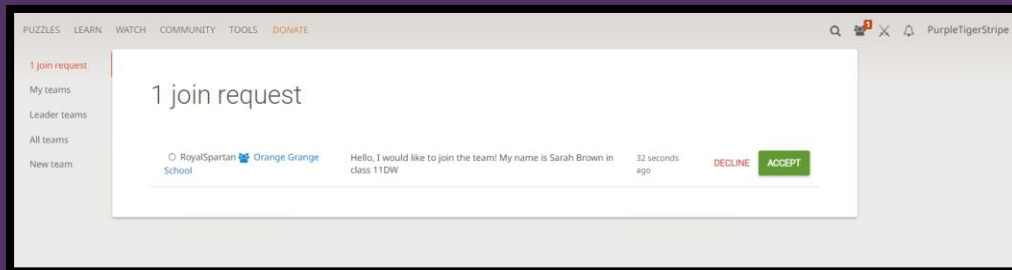 PUZZLES LEARN WATCH COMMUNITY TOOLS DONATE 1 PurpleTigerStripe
1 join request
My teams
Leader teams
All teams
New team
1 join request
RoyalSpartan Orange Grange
School
Hello, I would like to join the team! My name is Sarah Brown in
class 11DW
32 seconds
ago
DECLINE ACCEPT